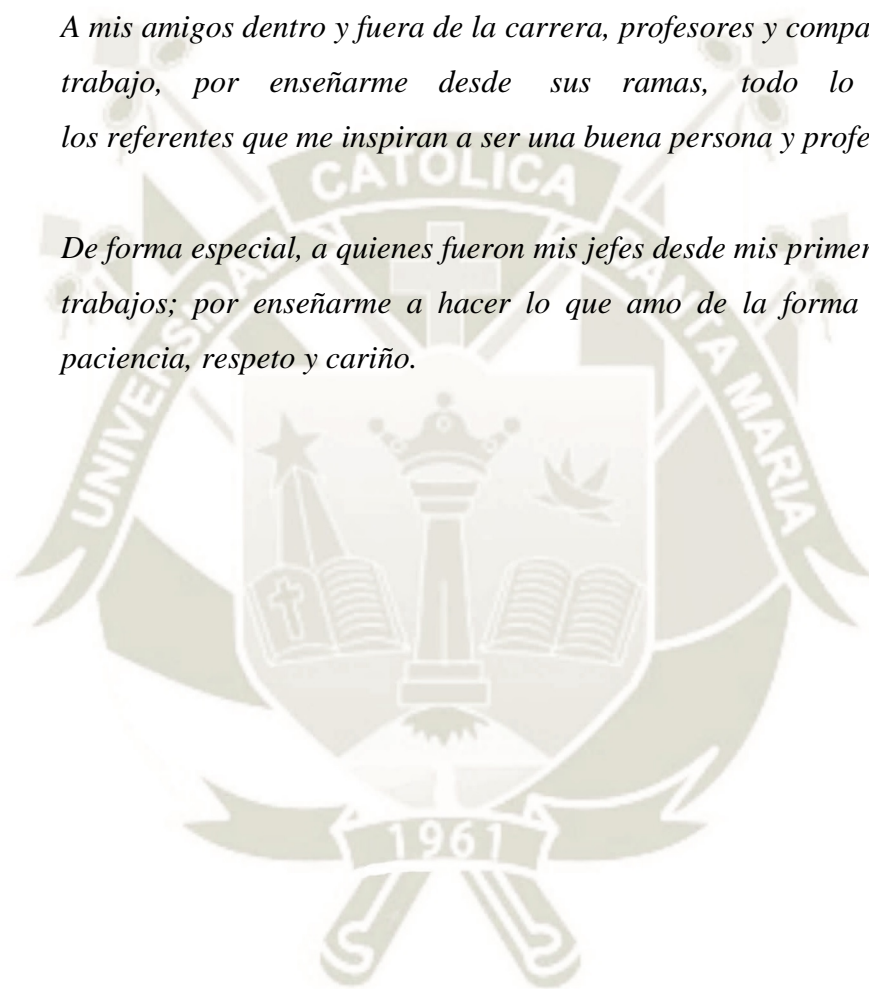 A mis amigos dentro y fuera de la carrera, profesores y compa
trabajo, por enseñarme desde sus ramas, todo lo
los referentes que me inspiran a ser una buena persona y profe
De forma especial, a quienes fueron mis jefes desde mis primer
trabajos; por enseñarme a hacer lo que amo de la forma
paciencia, respeto y cariño.
UNIVERSIDAD CATOLICA SANTA MARIA
1961